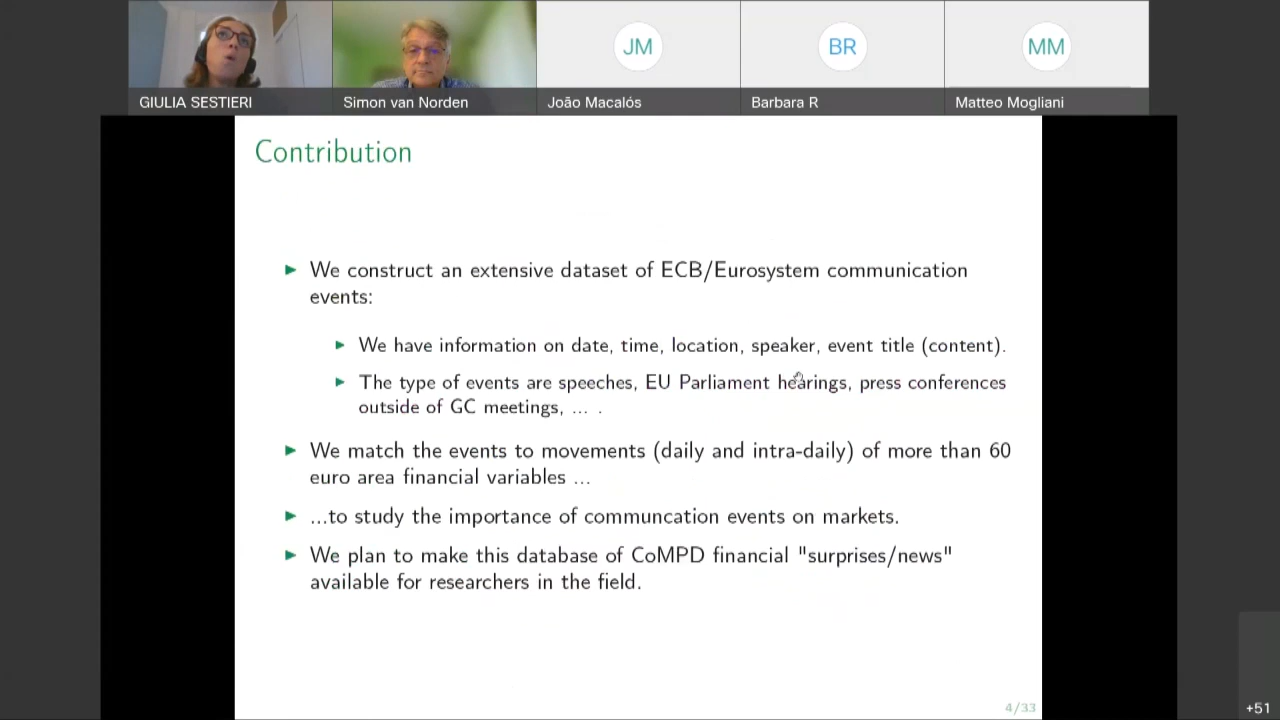 JM
BR
MM
GIULIA SESTIERI
Simon van Norden
João Macalós
Barbara R
Matteo Mogliani
Contribution
► We construct an extensive dataset of ECB/Eurosystem communication
events:
► We have information on date, time, location, speaker, event title (content).
► The type of events are speeches, EU Parliament hearings, press conferences
outside of GC meetings, ... .
► We match the events to movements (daily and intra-daily) of more than 60
euro area financial variables ...
► ...to study the importance of communcation events on markets.
► We plan to make this database of CoMPD financial "surprises/news"
available for researchers in the field.
4/33
+51